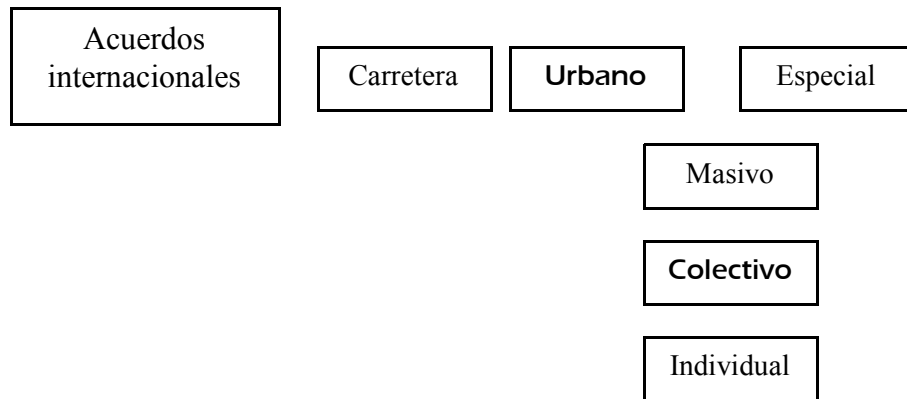 Acuerdos
internacionales
Carretera
Urbano
Especial
Masivo
Colectivo
Individual